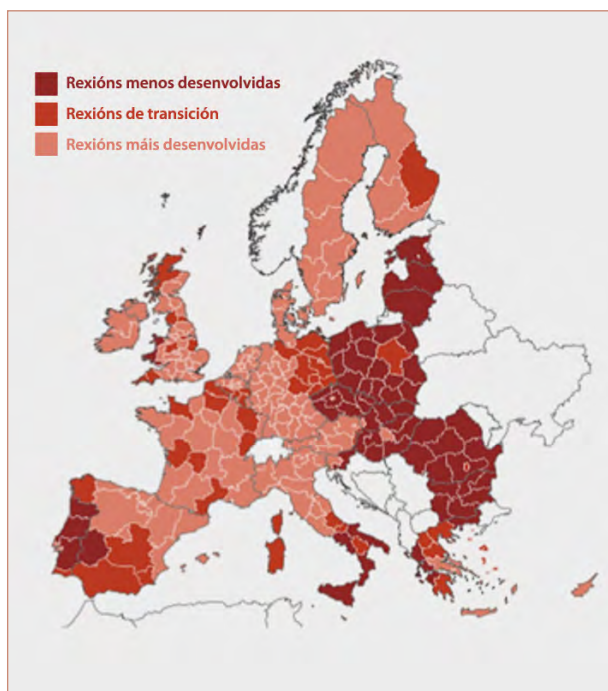 Rexións menos desenvolvidas
Rexións de transición
Rexións máis desenvolvidas